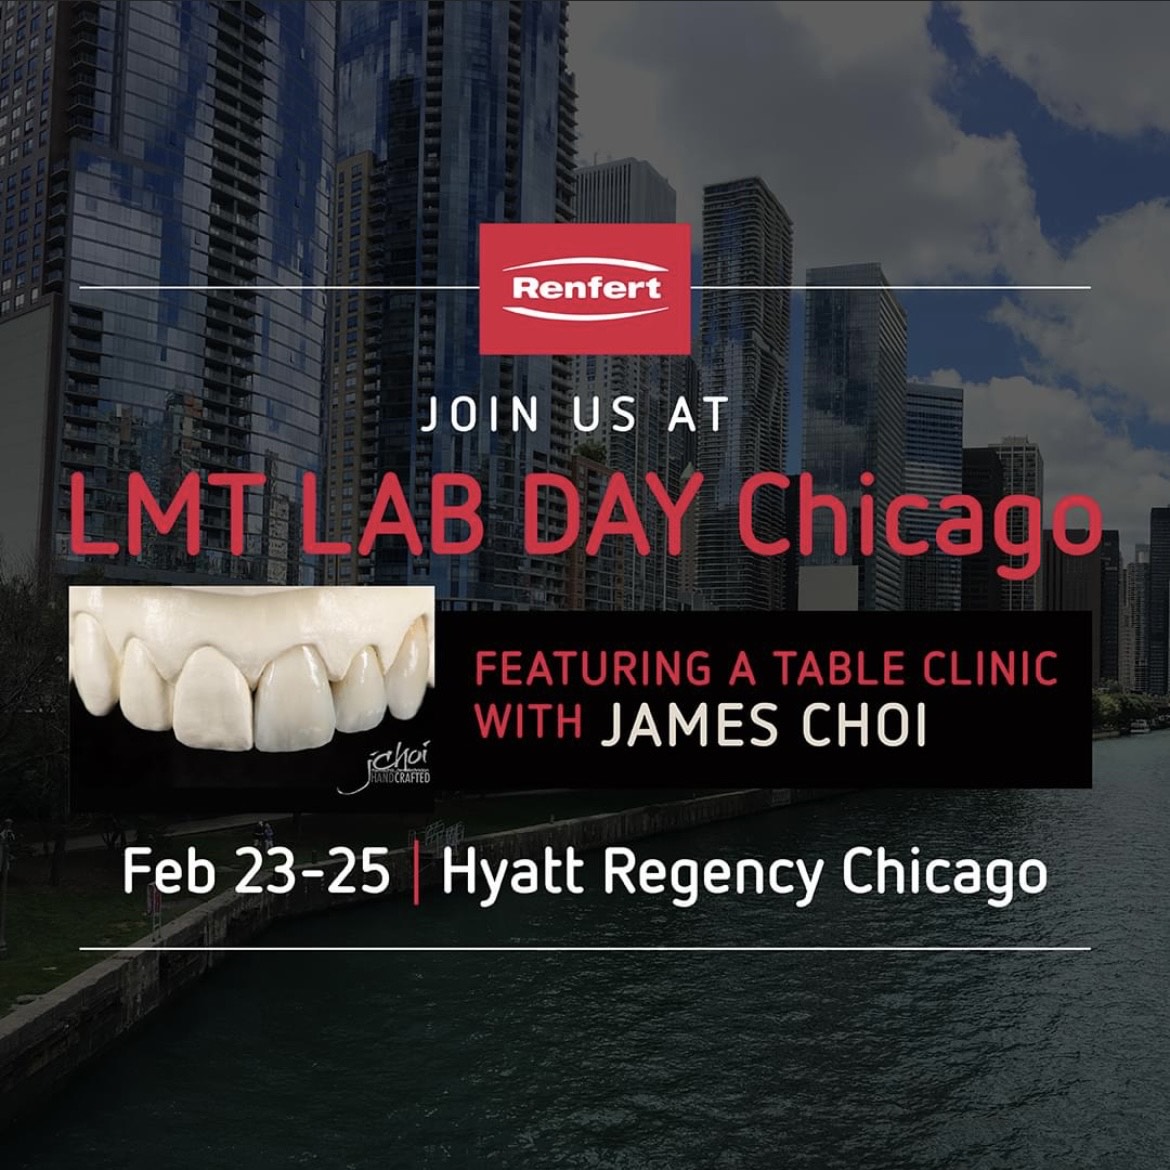 Renfert
JOIN US AT
LMT LAB DAY Chicago
FEATURING A TABLE CLINIC
WITH JAMES CHOI
jchoi
HANDCRAFTED
Feb 23-25 | Hyatt Regency Chicago